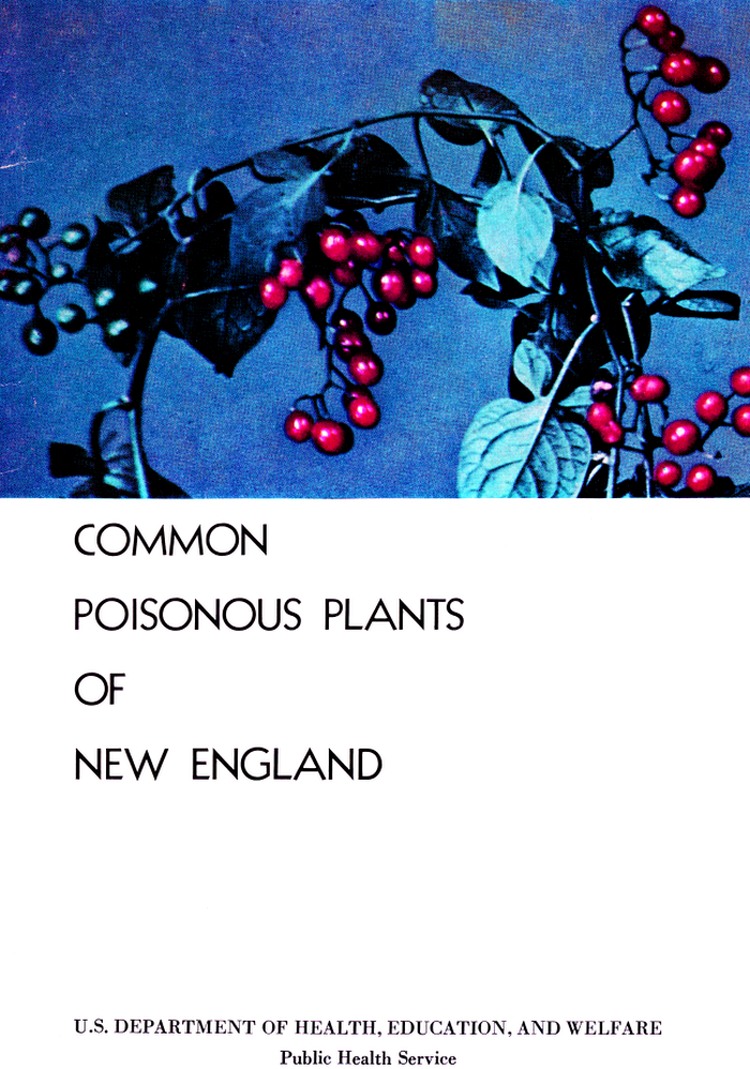 COMMON
POISONOUS PLANTS
OF
NEW ENGLAND
U.S. DEPARTMENT OF HEALTH, EDUCATION, AND WELFARE
Public Health Service